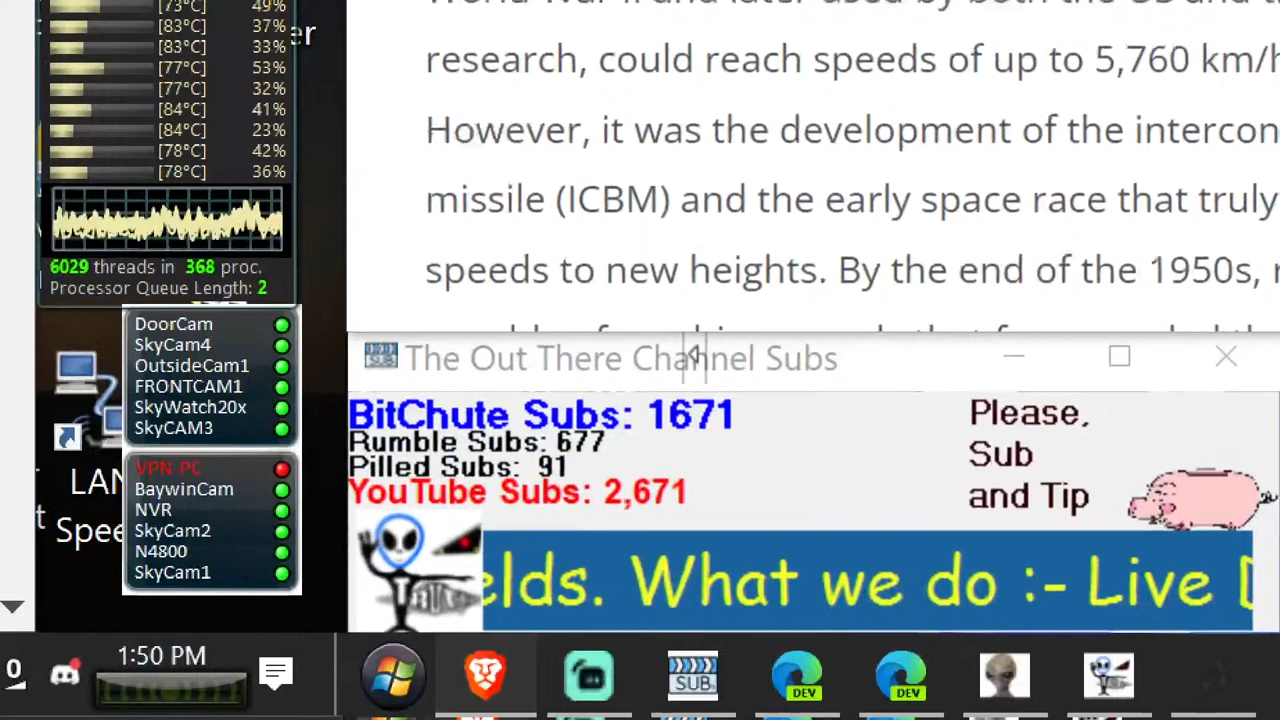 [73°C] 49%
[83°C] 37%
[83°C] 33%
[77°C] 53%
[77°C] 32%
[84°C] 41%
[84°C] 23%
[78°C] 42%
[78°C] 36%
6029 threads in 368 proc.
Processor Queue Length: 2
DoorCam
SkyCam4
OutsideCam1
FRONTCAM1
SkyWatch20x
SkyCAM3
VPN-PC
BaywinCam
NVR
SkyCam2
N4800
SkyCam1
er
LAN
Spee
t
research, could reach speeds of up to 5,760 km/h
However, it was the development of the intercon
missile (ICBM) and the early space race that truly
speeds to new heights. By the end of the 1950s, r
The Out There Channel Subs
BitChute Subs: 1671
Rumble Subs: 677
Pilled Subs: 91
YouTube Subs: 2,671
Please,
Sub
and Tip
elds. What we do :- Live D
0
1:50 PM
SUB
DEV
DEV